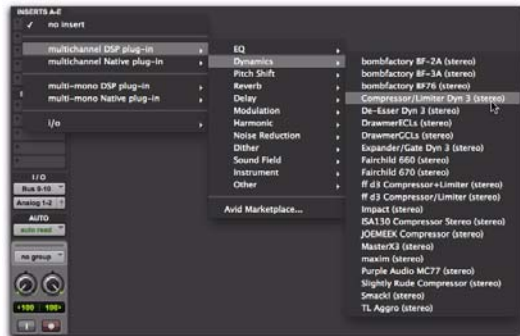 INSERTS A-E
✓ no insert
multichannel DSP plug-in
multichannel Native plug-in
multi-mono DSP plug-in
multi-mono Native plug-in
i/o
EQ
Dynamics
Pitch Shift
Reverb
Delay
Modulation
Harmonic
Noise Reduction
Dither
Sound Field
Instrument
Other
Avid Marketplace...
bombfactory BF-2A (stereo)
bombfactory BF-3A (stereo)
bombfactory BF76 (stereo)
Compressor/Limiter Dyn 3 (stereo)
De-Esser Dyn 3 (stereo)
DrawmerECLs (stereo)
DrawmerGCLs (stereo)
Expander/Gate Dyn 3 (stereo)
Fairchild 660 (stereo)
Fairchild 670 (stereo)
ff d3 Compressor+Limiter (stereo)
ff d3 Compressor/Limiter (stereo)
Impact (stereo)
ISA130 Compressor Stereo (stereo)
JOEMEEK Compressor (stereo)
MasterX3 (stereo)
maxim (stereo)
Purple Audio MC77 (stereo)
Slightly Rude Compressor (stereo)
Smack! (stereo)
TL Aggro (stereo)
I/O
Bus 9-10
Analog 1-2
AUTO
auto read
no group
+100 100+
I